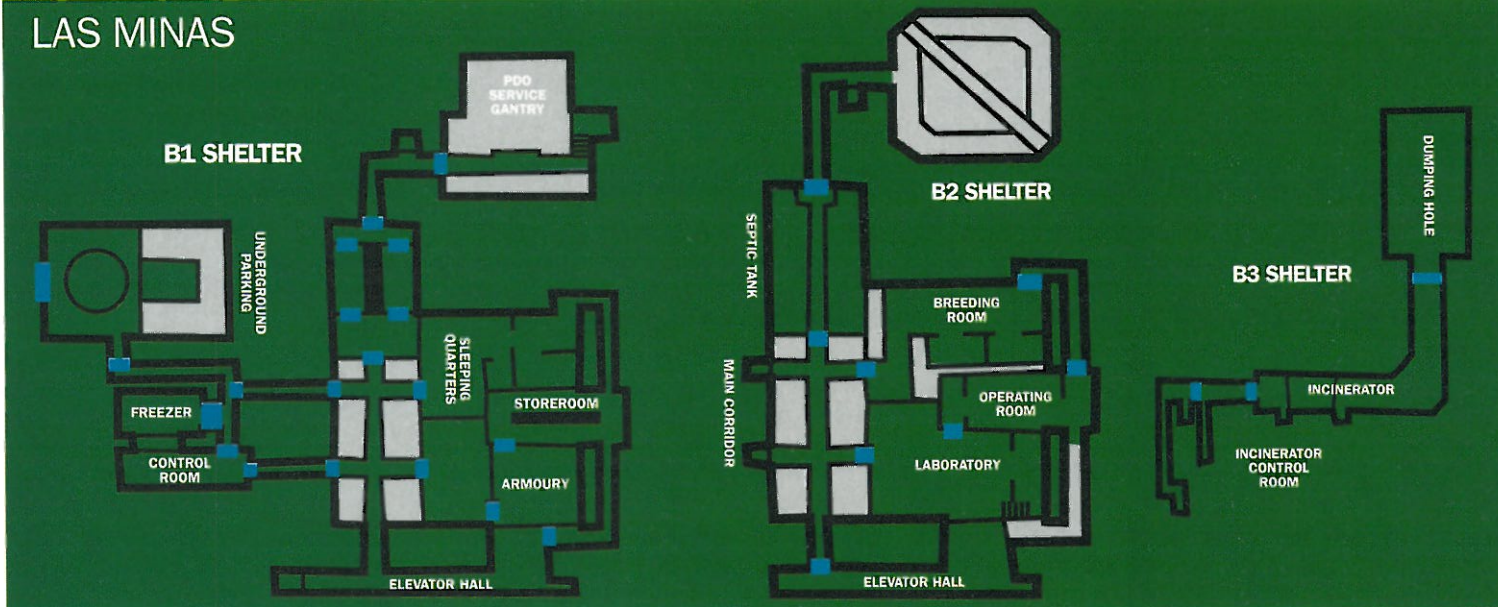 LAS MINAS
B1 SHELTER
PDO
SERVICE
GANTRY
UNDERGROUND
PARKING
FREEZER
CONTROL
ROOM
SLEEPING
QUARTERS
STOREROOM
ARMOURY
ELEVATOR HALL
B2 SHELTER
SEPTIC TANK
BREEDING
ROOM
MAIN CORRIDOR
OPERATING
ROOM
LABORATORY
ELEVATOR HALL
B3 SHELTER
DUMPING HOLE
INCINERATOR
INCINERATOR
CONTROL
ROOM